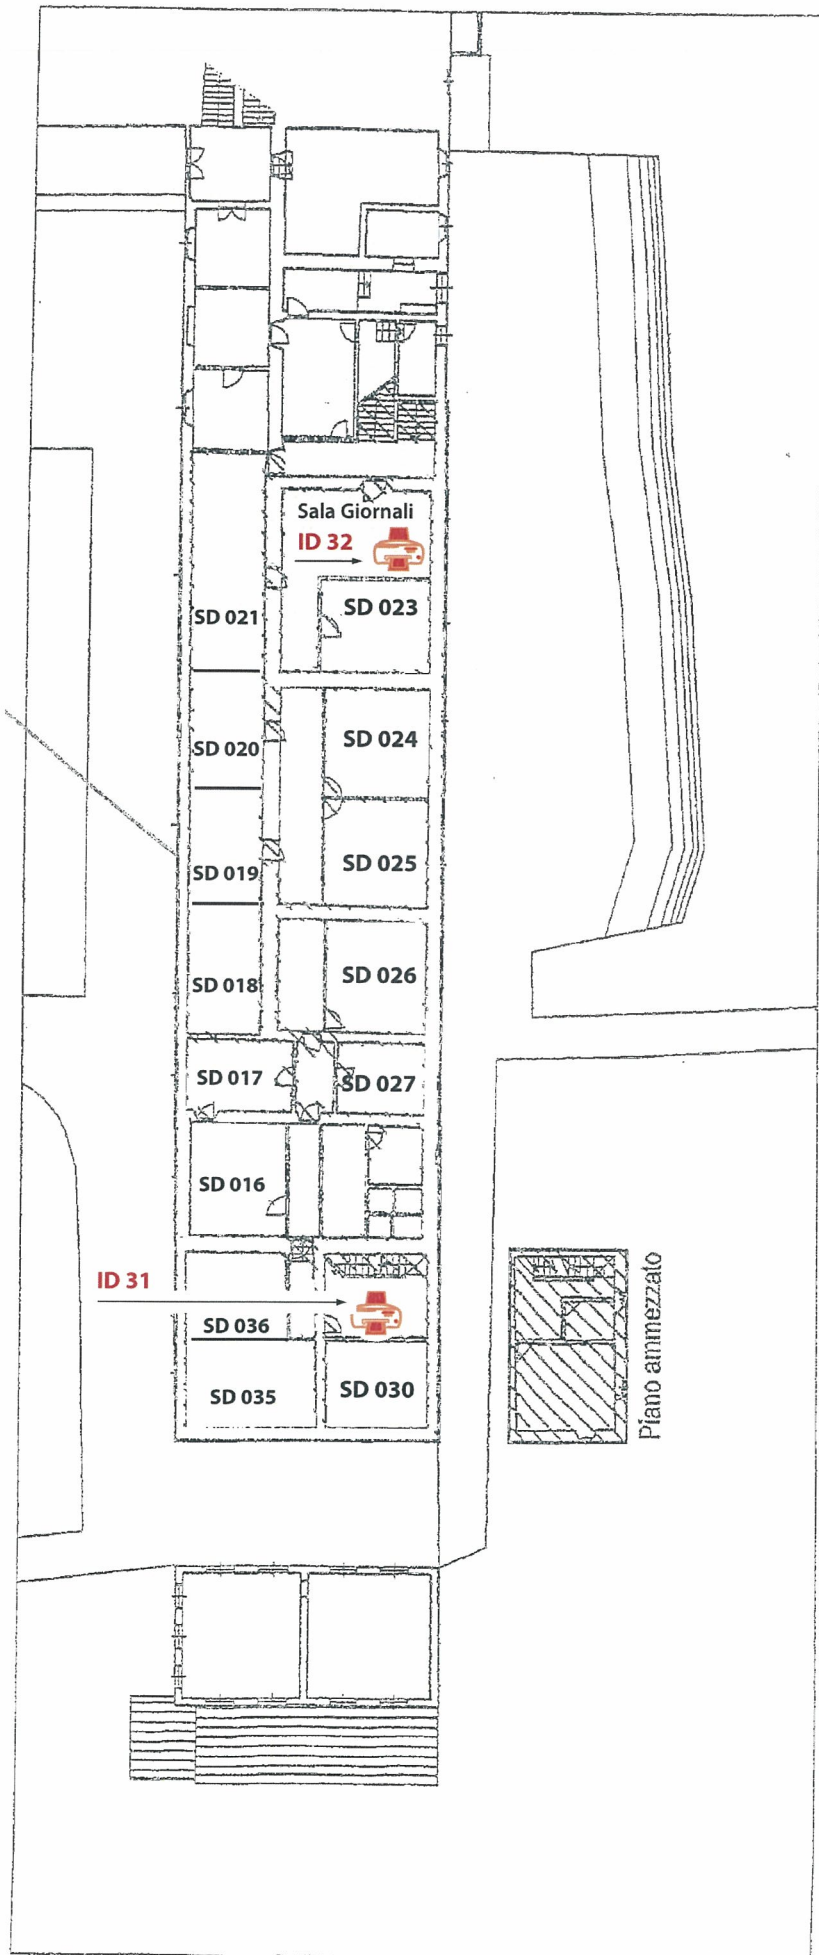 Sala Giornali
ID 32
SD 023
SD 021
SD 024
SD 020
SD 025
SD 019
SD 026
SD 018
SD 017
SD 027
SD 016
ID 31
SD 036
SD 035
SD 030
Piano ammezzato